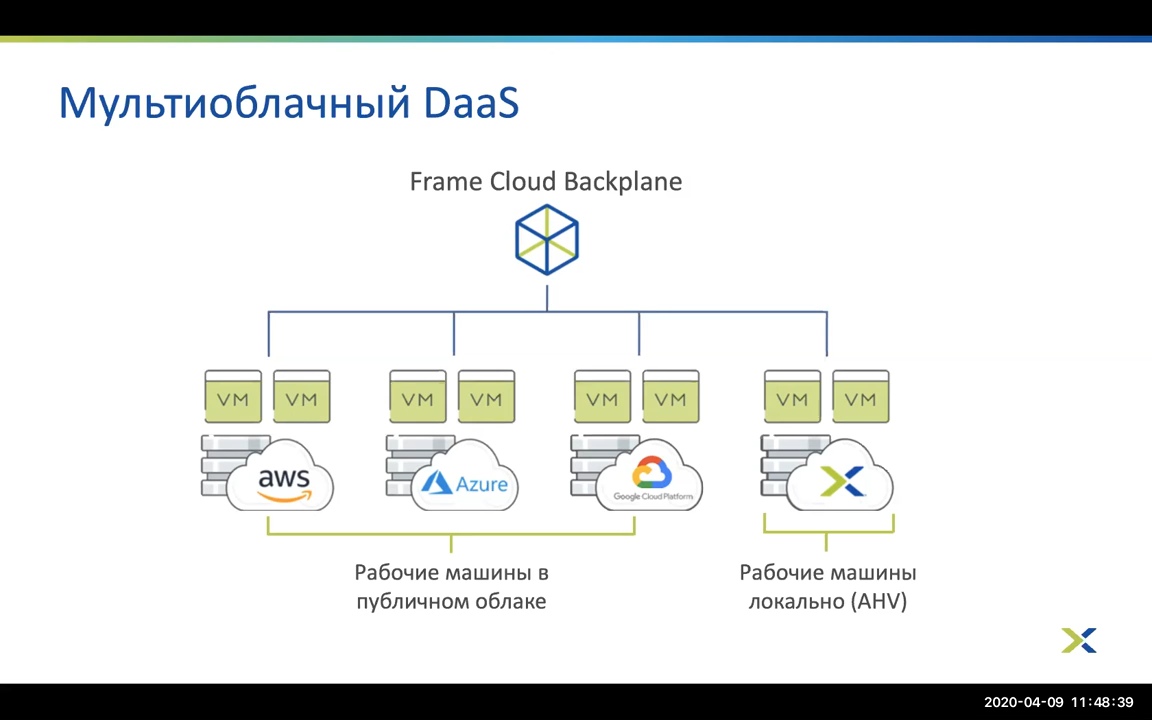 Мультиоблачный DaaS
Frame Cloud Backplane
VM VM VM VM VM VM VM VM
aws Azure Google Cloud Platform
Рабочие машины в
публичном облаке
Рабочие машины
локально (AHV)
2020-04-09 11:48:39